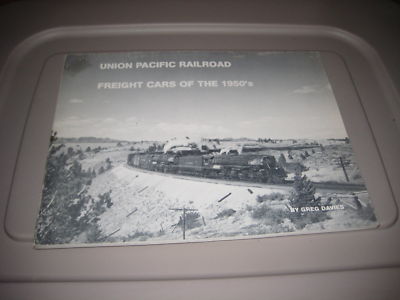 UNION PACIFIC RAILROAD
FREIGHT CARS OF THE 1950's
BY GREG DAVIES